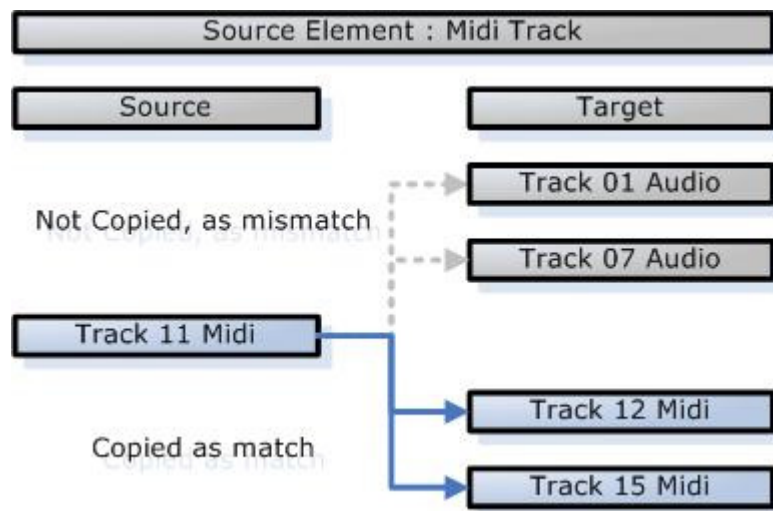 Source Element : Midi Track
Source
Target
Track 01 Audio
Not Copied, as mismatch
Track 07 Audio
Track 11 Midi
Track 12 Midi
Copied as match
Track 15 Midi